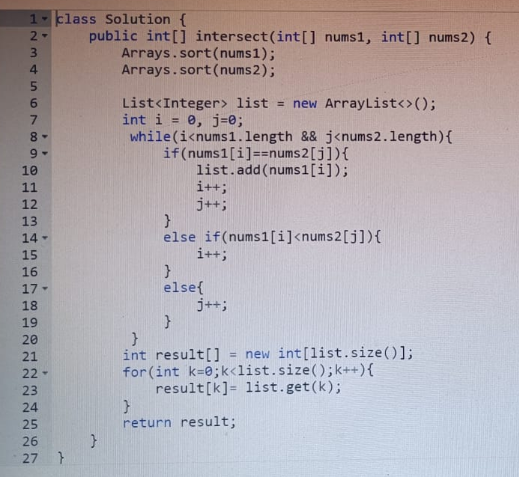 1 class Solution {
2     public int[] intersect(int[] nums1, int[] nums2) {
3         Arrays.sort(nums1);
4         Arrays.sort(nums2);
5
6         List<Integer> list = new ArrayList<>();
7         int i = 0, j=0;
8          while(i<nums1.length && j<nums2.length){
9              if(nums1[i]==nums2[j]){
10                 list.add(nums1[i]);
11                 i++;
12                 j++;
13             }
14             else if(nums1[i]<nums2[j]){
15                 i++;
16             }
17             else{
18                 j++;
19             }
20         }
21         int result[] = new int[list.size()];
22         for(int k=0;k<list.size();k++){
23             result[k]= list.get(k);
24         }
25         return result;
26     }
27 }